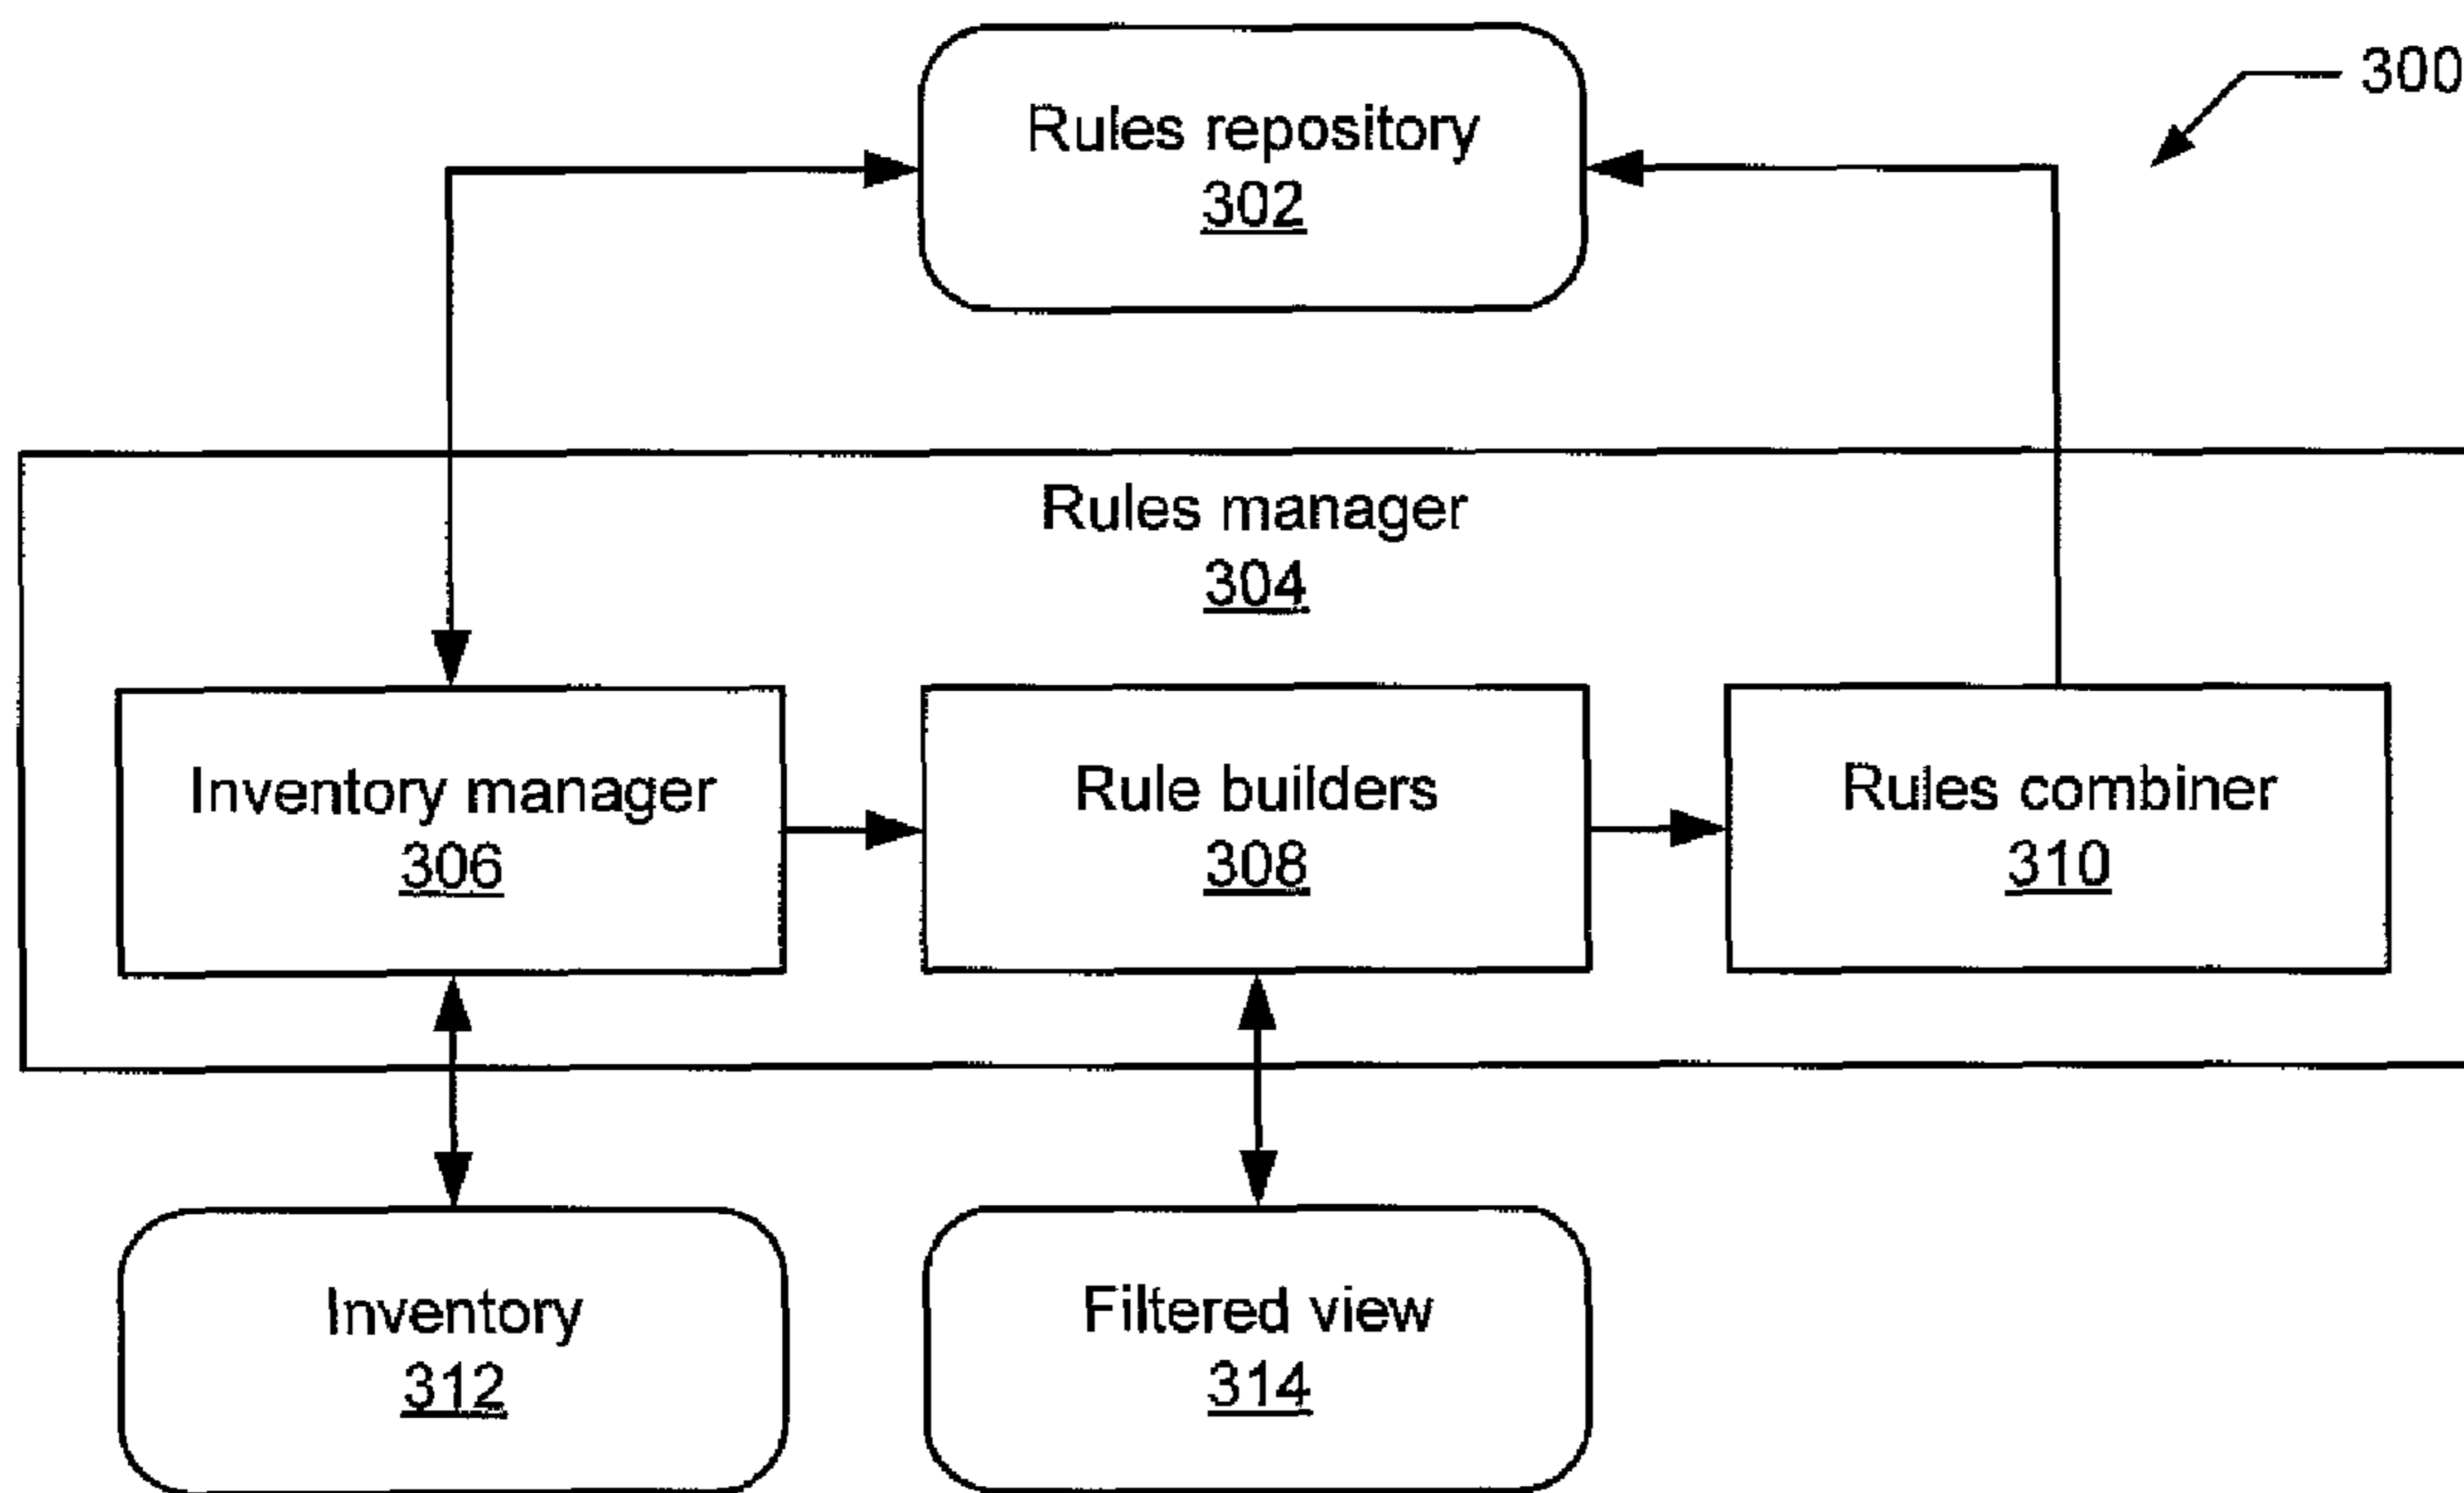 300
Rules repository
302
Rules manager
304
Inventory manager
306
Rule builders
308
Rules combiner
310
Inventory
312
Filtered view
314